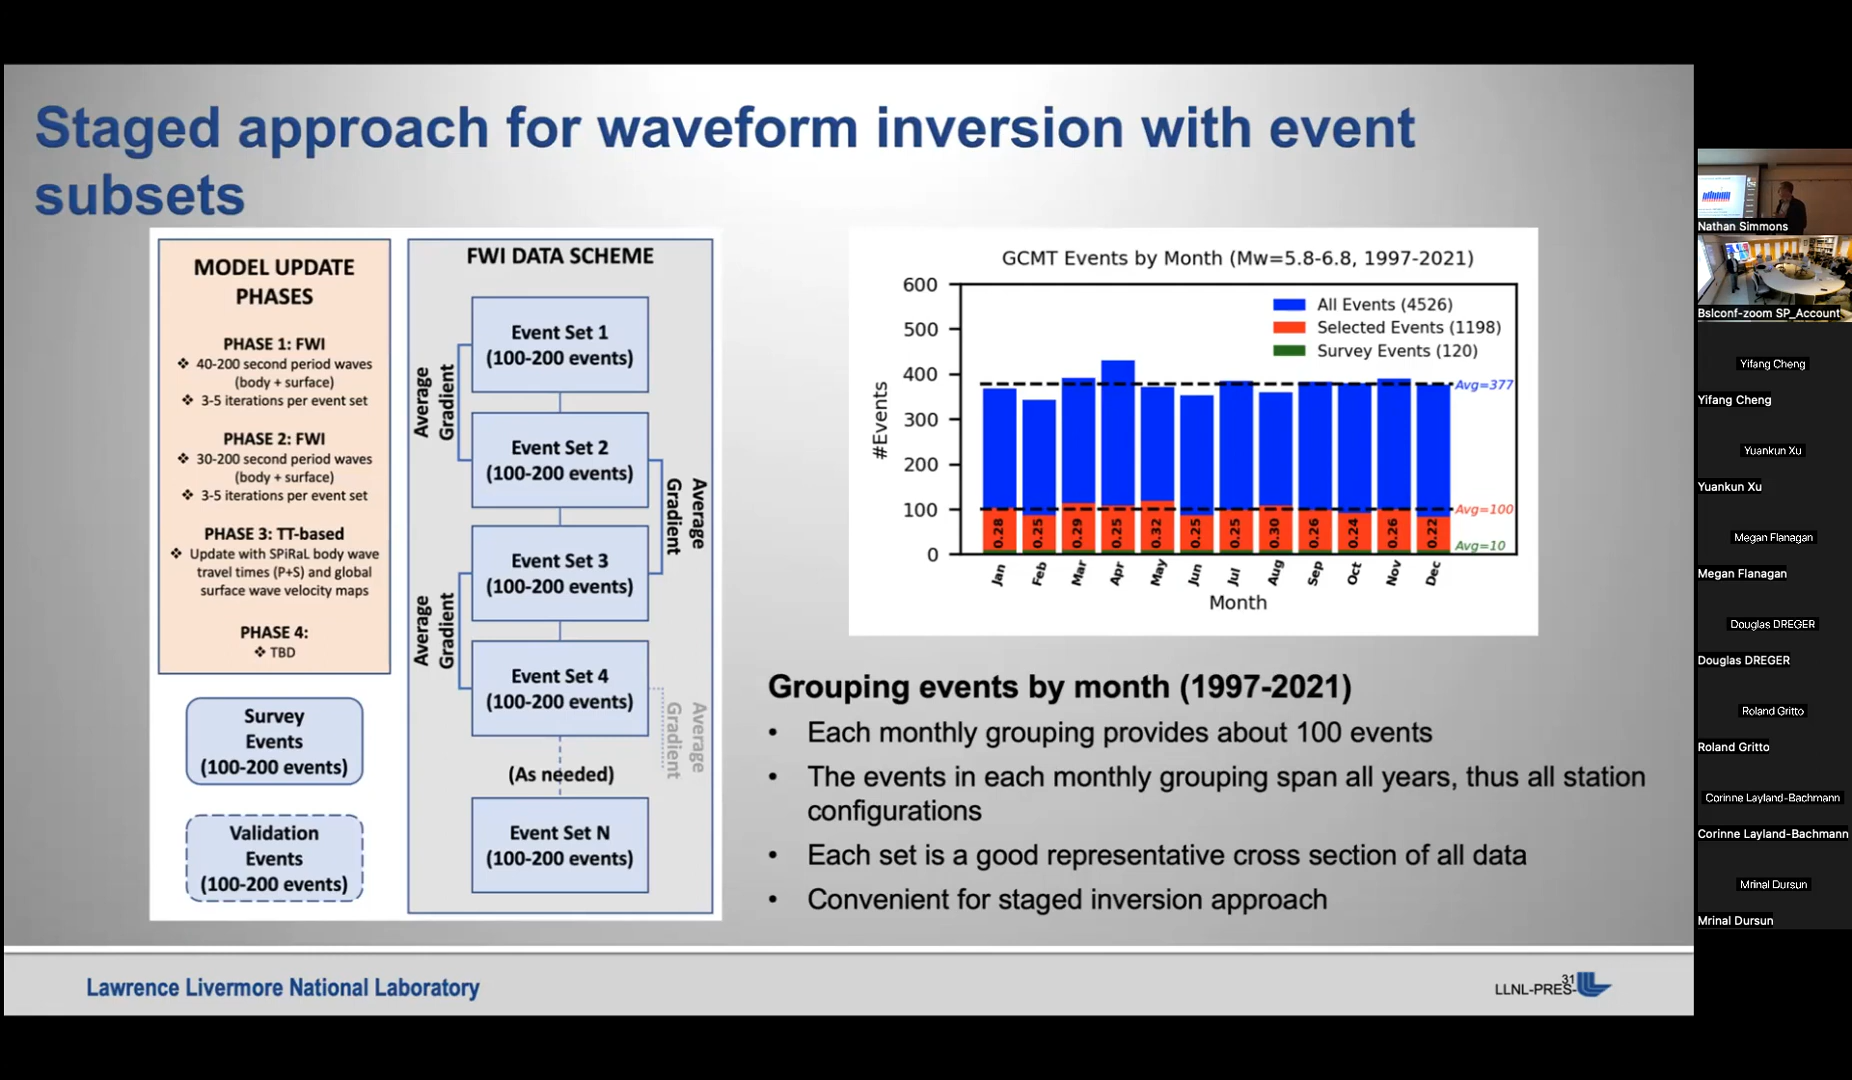 Staged approach for waveform inversion with event
subsets
MODEL UPDATE
PHASES
PHASE 1: FWI
❖ 40-200 second period waves
(body + surface)
❖ 3-5 iterations per event set
PHASE 2: FWI
❖ 30-200 second period waves
(body + surface)
❖ 3-5 iterations per event set
PHASE 3: TT-based
❖ Update with SPiRaL body wave
travel times (P+S) and global
surface wave velocity maps
PHASE 4:
❖ TBD
Survey
Events
(100-200 events)
Validation
Events
(100-200 events)
FWI DATA SCHEME
Event Set 1
(100-200 events)
Event Set 2
(100-200 events)
Event Set 3
(100-200 events)
Event Set 4
(100-200 events)
(As needed)
Event Set N
(100-200 events)
Average
Gradient
Average
Gradient
Average
Gradient
Average
Gradient
GCMT Events by Month (Mw=5.8-6.8, 1997-2021)
#Events
600
500
400
300
200
100
0
All Events (4526)
Selected Events (1198)
Survey Events (120)
Avg=377
Avg=100
Avg=10
0.28
0.25
0.29
0.25
0.32
0.25
0.25
0.30
0.26
0.24
0.26
0.22
Jan
Feb
Mar
Apr
May
Jun
Jul
Aug
Sep
Oct
Nov
Dec
Month
Grouping events by month (1997-2021)
• Each monthly grouping provides about 100 events
• The events in each monthly grouping span all years, thus all station
configurations
• Each set is a good representative cross section of all data
• Convenient for staged inversion approach
Lawrence Livermore National Laboratory
LLNL-PRES-
31
Nathan Simmons
Bslconf-zoom SP_Account
Yifang Cheng
Yifang Cheng
Yuankun Xu
Yuankun Xu
Megan Flanagan
Megan Flanagan
Douglas DREGER
Douglas DREGER
Roland Gritto
Roland Gritto
Corinne Layland-Bachmann
Corinne Layland-Bachmann
Mrinal Dursun
Mrinal Dursun